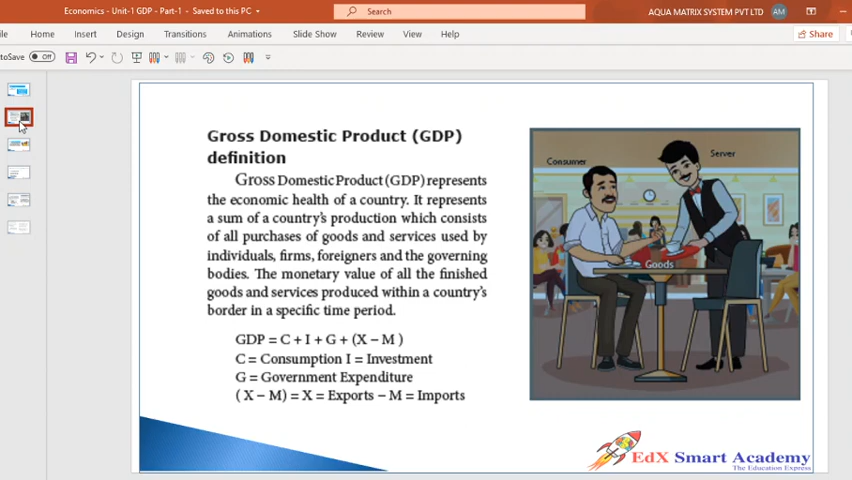 Economics - Unit-1 GDP - Part-1 - Saved to this PC
Search
AQUA MATRIX SYSTEM PVT LTD
AM
Home Insert Design Transitions Animations Slide Show Review View Help
Share
Off
Gross Domestic Product (GDP)
definition
Gross Domestic Product (GDP) represents
the economic health of a country. It represents
a sum of a country's production which consists
of all purchases of goods and services used by
individuals, firms, foreigners and the governing
bodies. The monetary value of all the finished
goods and services produced within a country's
border in a specific time period.
GDP = C + I + G + (X – M )
C = Consumption I = Investment
G = Government Expenditure
( X – M) = X = Exports – M = Imports
Consumer
Server
Goods
EdX Smart Academy
The Education Express